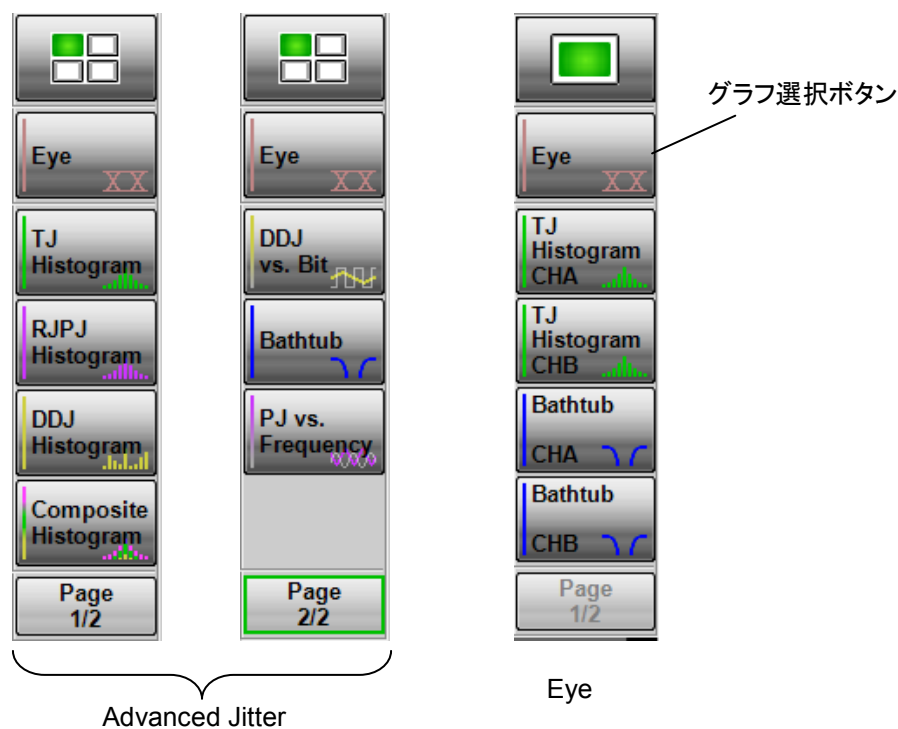 Eye
TJ
Histogram
RJPJ
Histogram
DDJ
Histogram
Composite
Histogram
Page
1/2
Eye
DDJ
vs. Bit
Bathtub
PJ vs.
Frequency
Page
2/2
Advanced Jitter
グラフ選択ボタン
Eye
TJ
Histogram
CHA
TJ
Histogram
CHB
Bathtub
CHA
Bathtub
CHB
Page
1/2
Eye